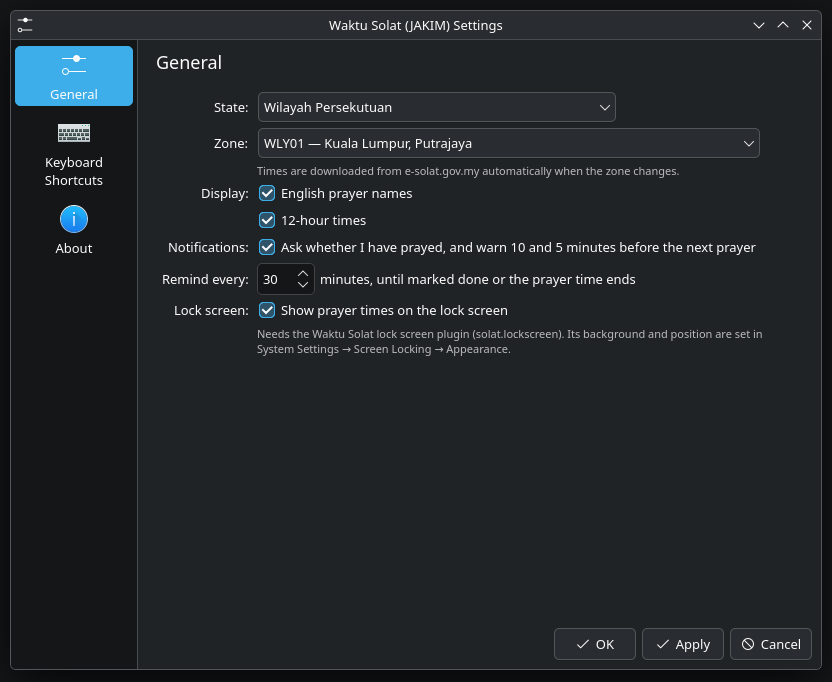 Waktu Solat (JAKIM) Settings
General
Keyboard
Shortcuts
About
General
State: Wilayah Persekutuan
Zone: WLY01 — Kuala Lumpur, Putrajaya
Times are downloaded from e-solat.gov.my automatically when the zone changes.
Display: English prayer names
12-hour times
Notifications: Ask whether I have prayed, and warn 10 and 5 minutes before the next prayer
Remind every: 30 minutes, until marked done or the prayer time ends
Lock screen: Show prayer times on the lock screen
Needs the Waktu Solat lock screen plugin (solat.lockscreen). Its background and position are set in
System Settings → Screen Locking → Appearance.
OK Apply Cancel